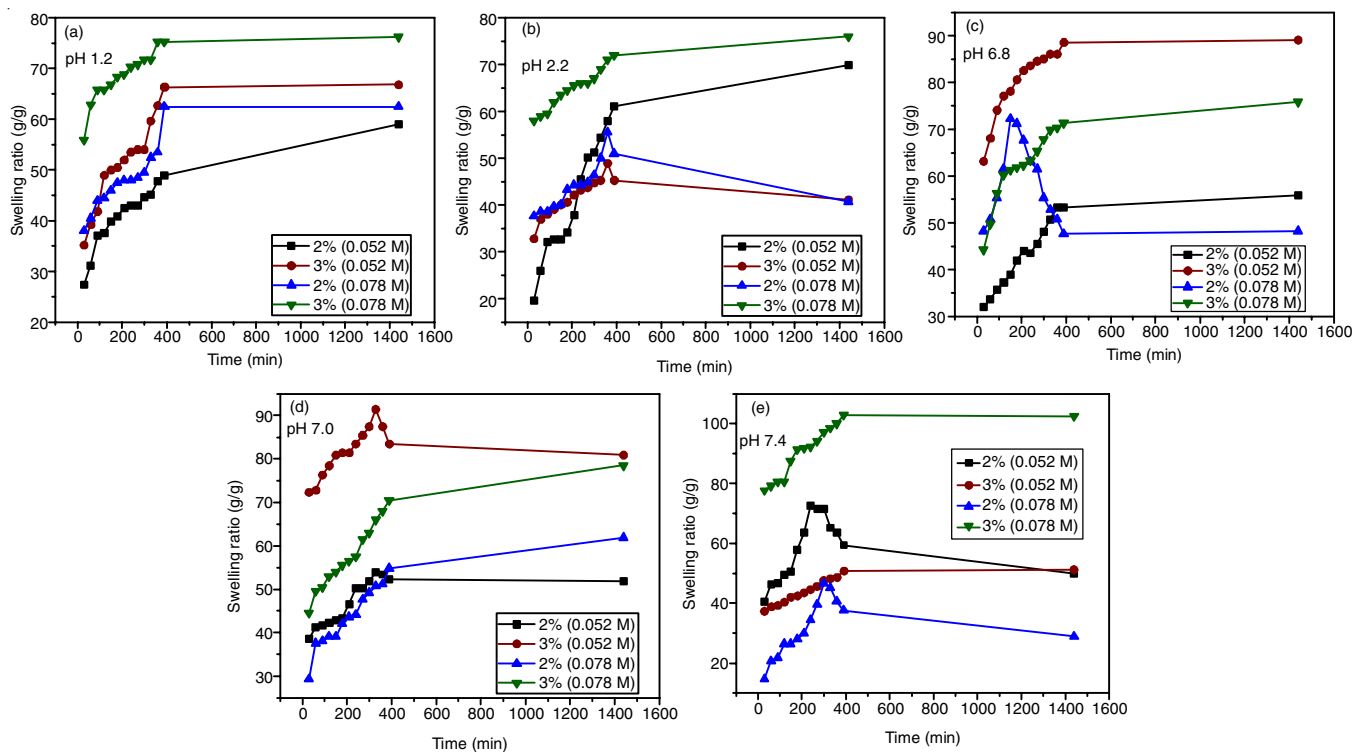 (a)
pH 1.2
80
70
60
50
40
30
20
Swelling ratio (g/g)
0 200 400 600 800 1000 1200 1400 1600
Time (min)
2% (0.052 M)
3% (0.052 M)
2% (0.078 M)
3% (0.078 M)
(b)
pH 2.2
80
70
60
50
40
30
20
Swelling ratio (g/g)
0 200 400 600 800 1000 1200 1400 1600
Time (min)
2% (0.052 M)
3% (0.052 M)
2% (0.078 M)
3% (0.078 M)
(c)
pH 6.8
90
80
70
60
50
40
30
Swelling ratio (g/g)
0 200 400 600 800 1000 1200 1400 1600
Time (min)
2% (0.052 M)
3% (0.052 M)
2% (0.078 M)
3% (0.078 M)
(d)
pH 7.0
90
80
70
60
50
40
30
Swelling ratio (g/g)
0 200 400 600 800 1000 1200 1400 1600
Time (min)
2% (0.052 M)
3% (0.052 M)
2% (0.078 M)
3% (0.078 M)
(e)
pH 7.4
100
80
60
40
20
Swelling ratio (g/g)
0 200 400 600 800 1000 1200 1400 1600
Time (min)
2% (0.052 M)
3% (0.052 M)
2% (0.078 M)
3% (0.078 M)